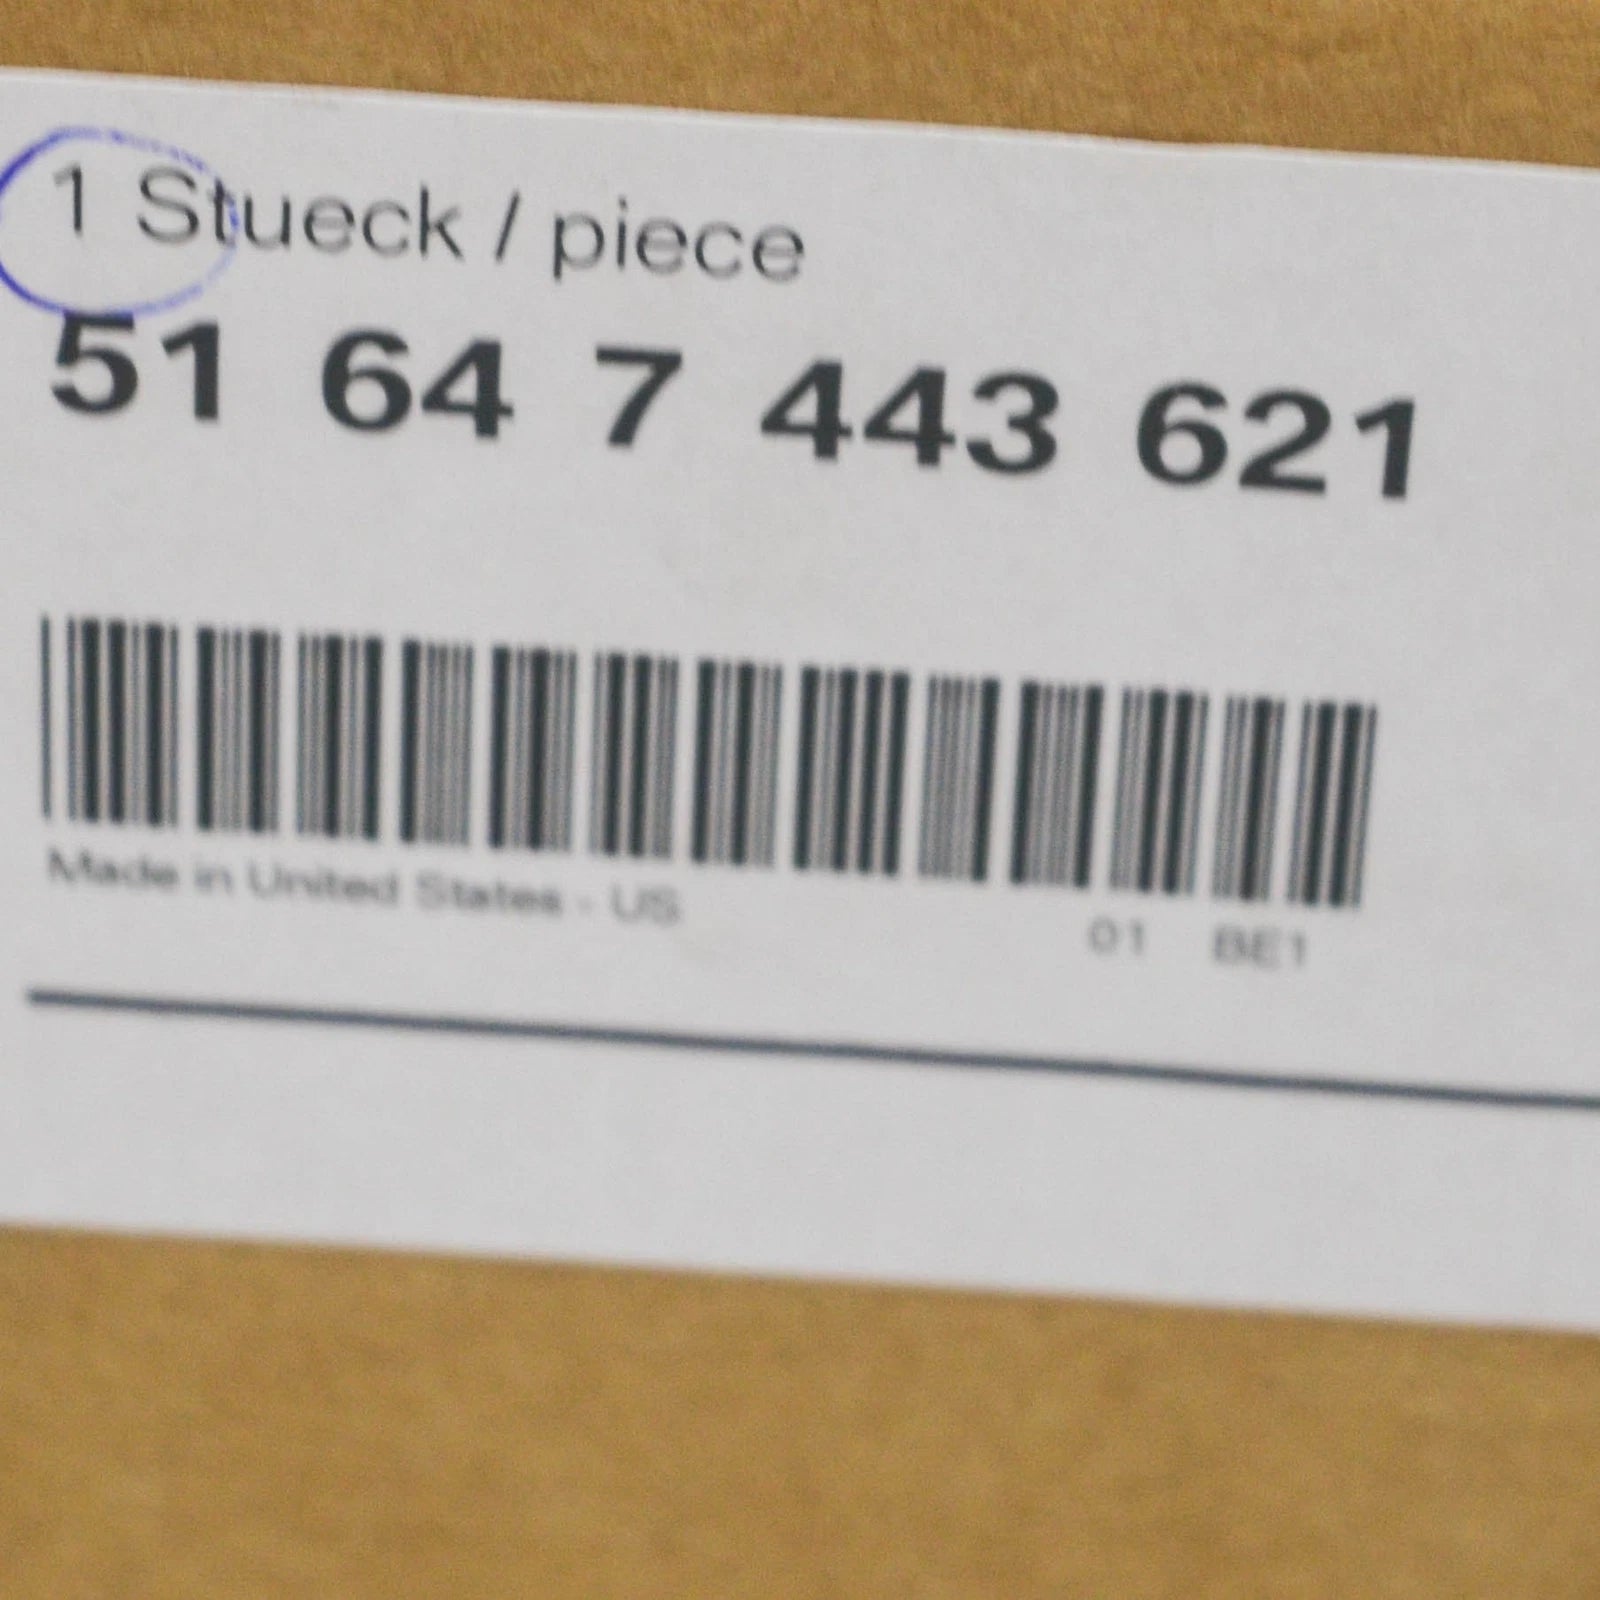 1 Stueck / piece
51 64 7 443 621
Made in United States - US
01 BE1